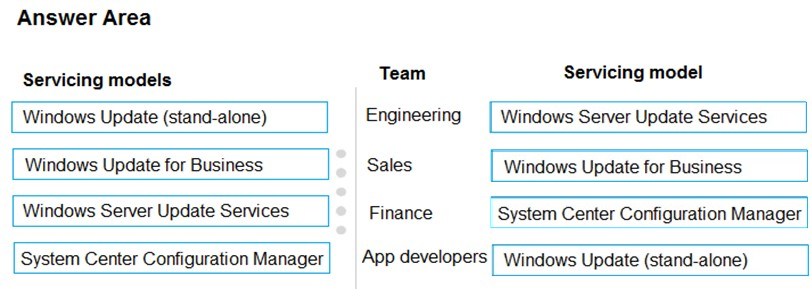 Answer Area
Servicing models
Windows Update (stand-alone)
Windows Update for Business
Windows Server Update Services
System Center Configuration Manager
Team Servicing model
Engineering Windows Server Update Services
Sales Windows Update for Business
Finance System Center Configuration Manager
App developers Windows Update (stand-alone)